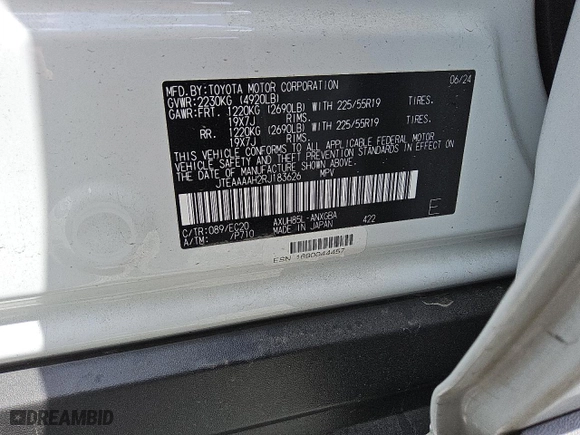 MFD. BY: TOYOTA MOTOR CORPORATION 06/24
GVWR: 2230KG (4920LB)
GAWR: FRT. 1220KG (2690LB) WITH 225/55R19 TIRES.
19X7J RIMS.
RR. 1220KG (2690LB) WITH 225/55R19 TIRES.
19X7J RIMS.
THIS VEHICLE CONFORMS TO ALL APPLICABLE FEDERAL MOTOR
VEHICLE SAFETY AND THEFT PREVENTION STANDARDS IN EFFECT ON
THE DATE OF MANUFACTURE SHOWN ABOVE.
JTEAAAAH2RJ183626 MPV
C/TR: 089/EC20 AXUH85L-ANXGBA
A/TM: /P710 MADE IN JAPAN 422
E
ESN 1690044457
DREAMBID